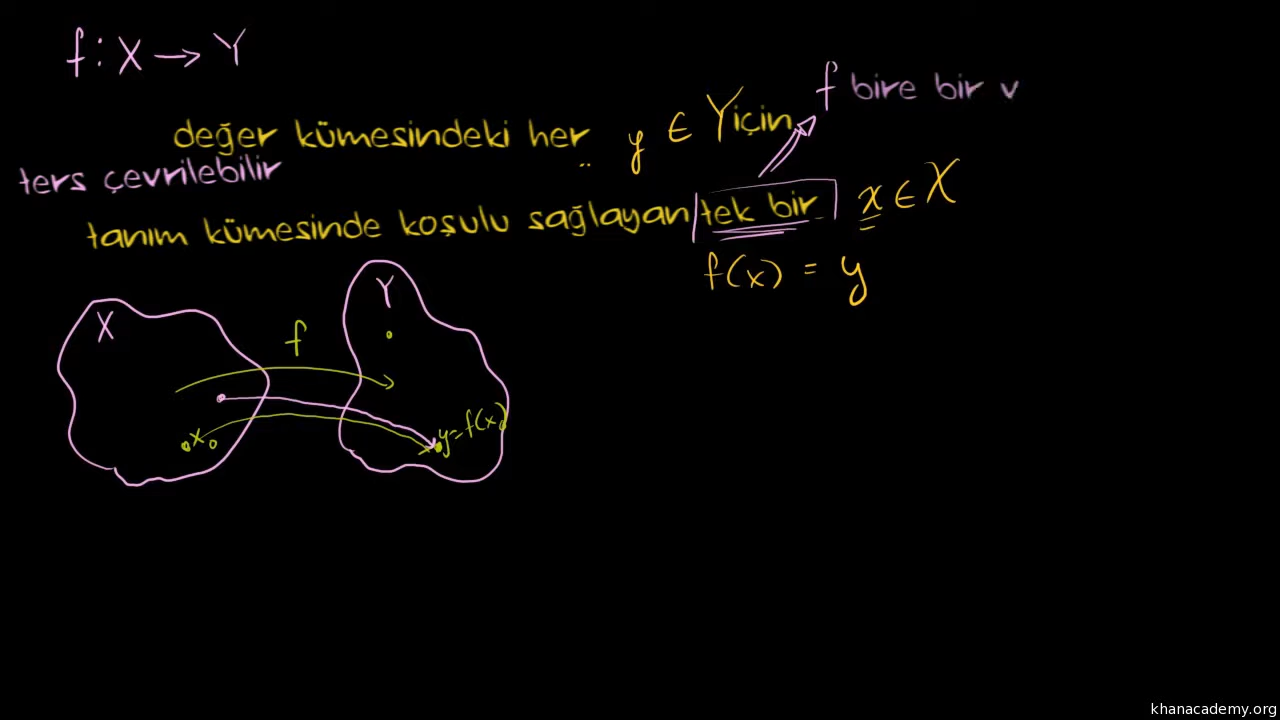 f : X → Y
f bire bir v
değer kümesindeki her y ∈ Y için
ters çevrilebilir
tanım kümesinde koşulu sağlayan tek bir x ∈ X
f(x) = y
X
f
Y
x₀
y=f(x₀)
khanacademy.org